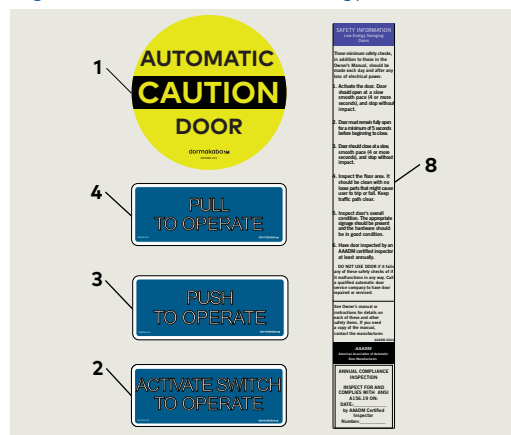 1
AUTOMATIC
CAUTION
DOOR
dormakaba
4
PULL
TO OPERATE
3
PUSH
TO OPERATE
2
ACTIVATE SWITCH
TO OPERATE
8
SAFETY INFORMATION
Low Energy Swinging
Doors
These minimum safety checks,
in addition to those in the
Owner's Manual, should be
made each day and after any
loss of electrical power.
1. Activate the door. Door
should open at a slow
smooth pace (4 or more
seconds), and stop without
impact.
2. Door must remain fully open
for a minimum of 5 seconds
before beginning to close.
3. Door should close at a slow,
smooth pace (4 or more
seconds), and stop without
impact.
4. Inspect the floor area. It
should be clean with no
loose parts that might cause
user to trip or fall. Keep
traffic path clear.
5. Inspect door's overall
condition. The appropriate
signage should be present
and the hardware should
be in good condition.
6. Have door inspected by an
AAADM certified inspector
at least annually.
DO NOT USE DOOR if it fails
any of these safety checks of if
it malfunctions in any way. Call
a qualified automatic door
service company to have door
repaired or serviced.
See Owner's manual or
instructions for details on
each of these and other
safety items. If you need
a copy of the manual,
contact the manufacturer.
AAADM
American Association of Automatic
Door Manufacturers
ANNUAL COMPLIANCE
INSPECTION
INSPECT FOR AND
COMPLIES WITH ANSI
A156.19 ON:
DATE:
by AAADM Certified
Inspector
Number: